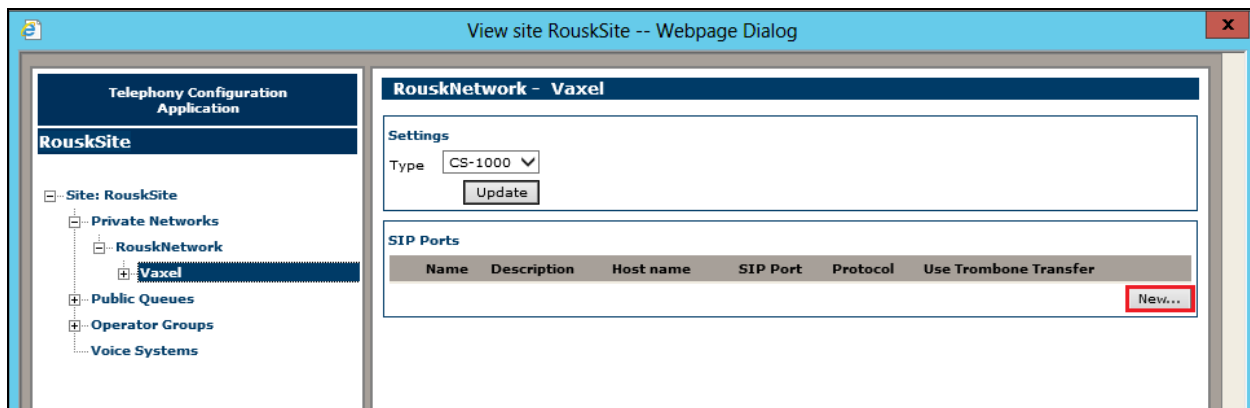 View site RouskSite -- Webpage Dialog
x
Telephony Configuration
Application
RouskSite
Site: RouskSite
Private Networks
RouskNetwork
Vaxel
Public Queues
Operator Groups
Voice Systems
RouskNetwork - Vaxel
Settings
Type CS-1000
Update
SIP Ports
Name Description Host name SIP Port Protocol Use Trombone Transfer
New...